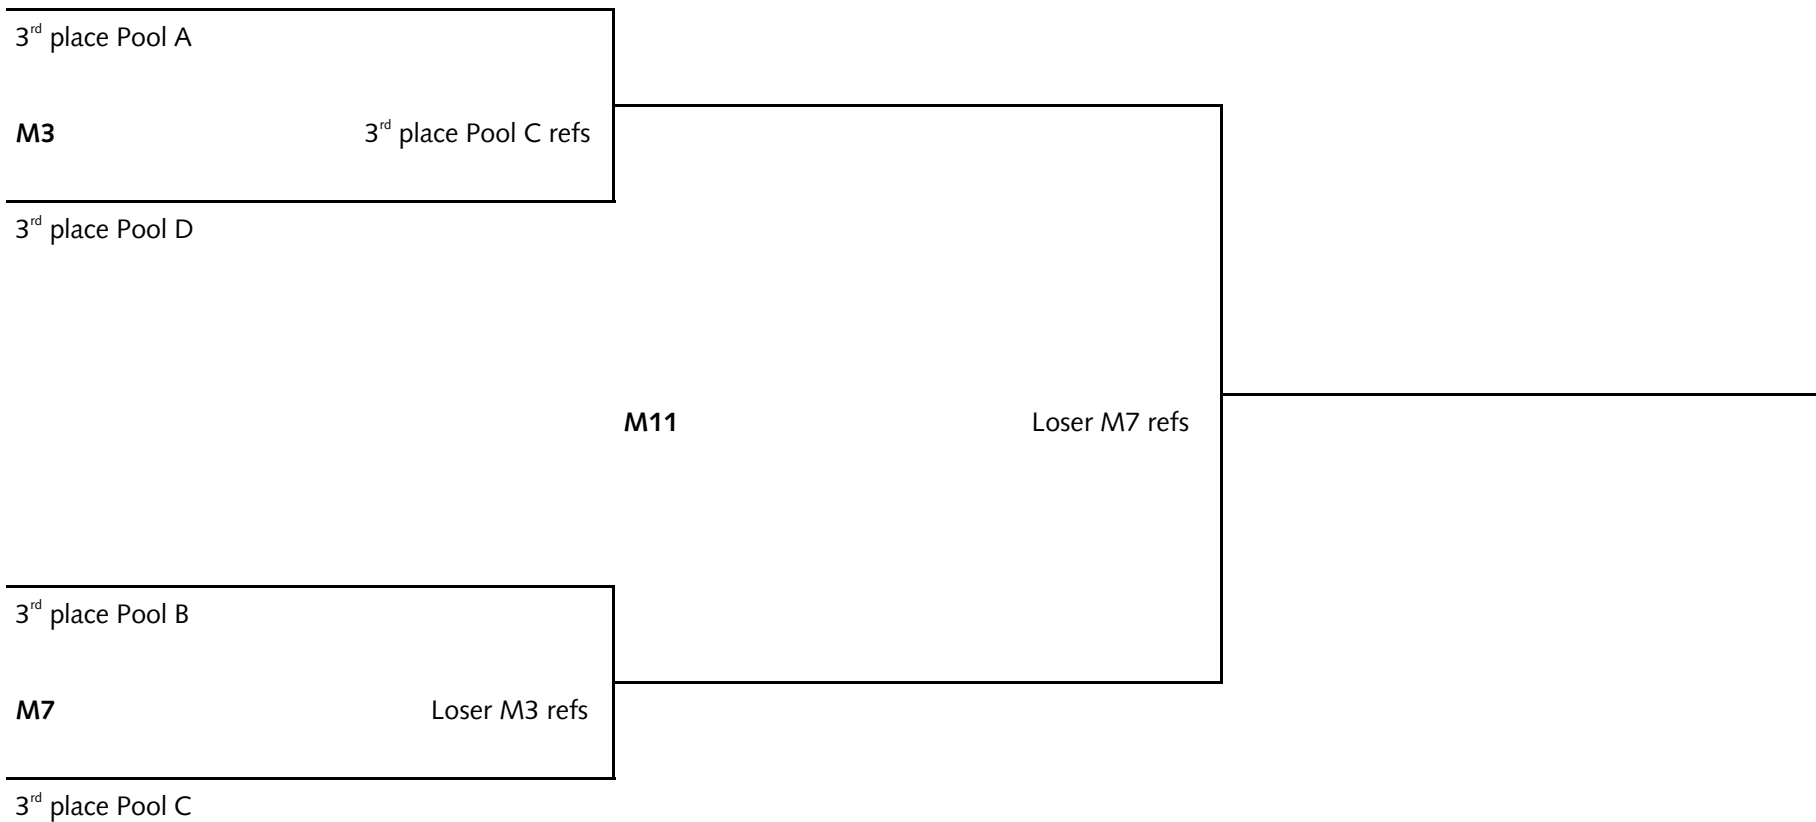 3rd place Pool A
M3 3rd place Pool C refs
3rd place Pool D
M11 Loser M7 refs
3rd place Pool B
M7 Loser M3 refs
3rd place Pool C